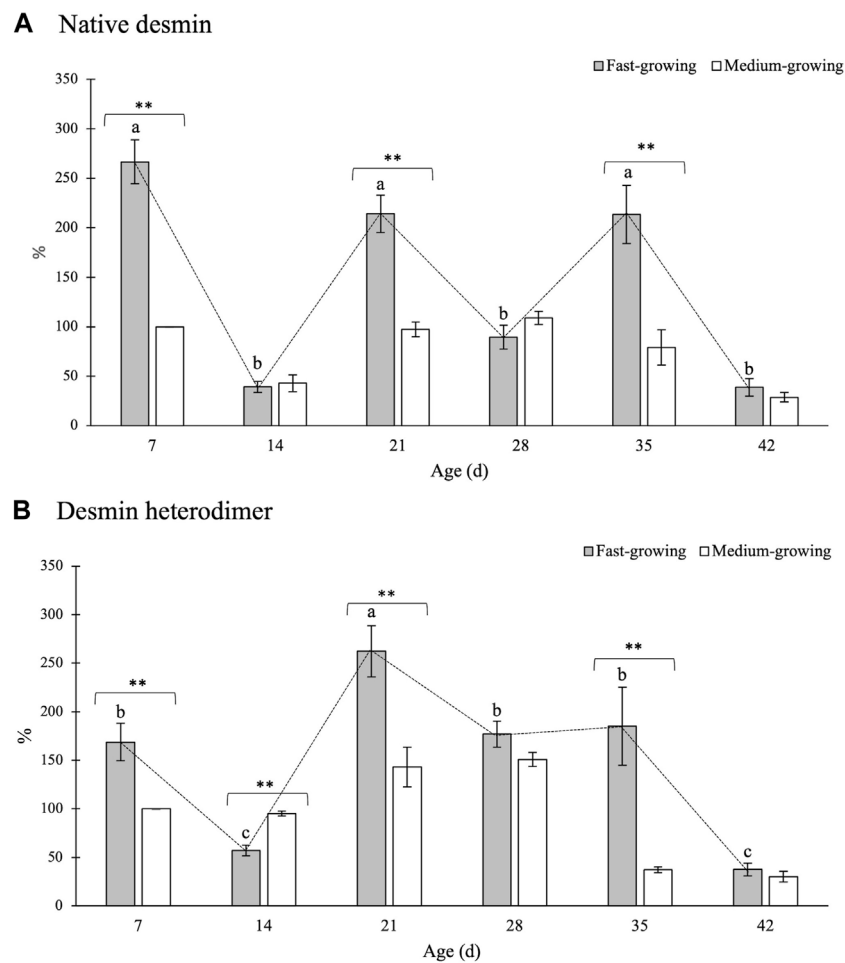 A Native desmin
Fast-growing Medium-growing
350
300
250
200
150
100
50
0
%
**
a
b
**
a
b
**
a
b
7 14 21 28 35 42
Age (d)
B Desmin heterodimer
Fast-growing Medium-growing
350
300
250
200
150
100
50
0
%
**
b
**
c
**
a
b
**
b
c
7 14 21 28 35 42
Age (d)